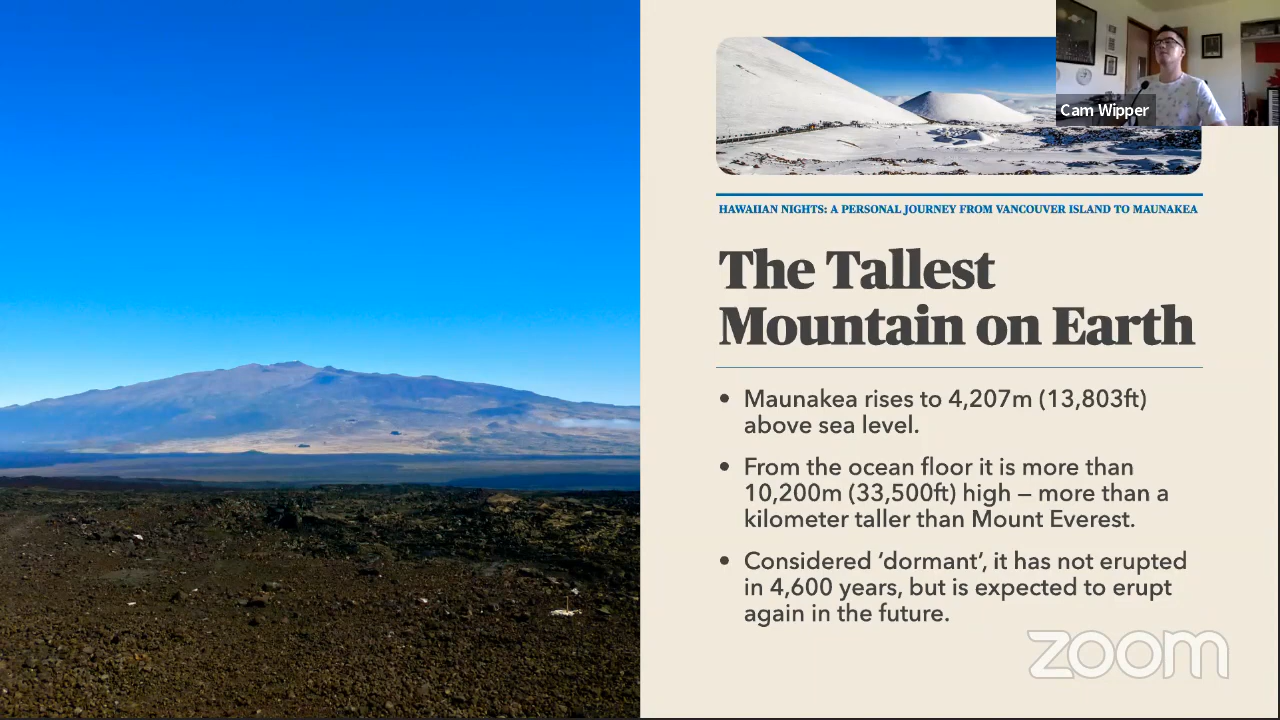 Cam Wipper
HAWAIIAN NIGHTS: A PERSONAL JOURNEY FROM VANCOUVER ISLAND TO MAUNAKEA
The Tallest
Mountain on Earth
• Maunakea rises to 4,207m (13,803ft)
above sea level.
• From the ocean floor it is more than
10,200m (33,500ft) high – more than a
kilometer taller than Mount Everest.
• Considered ‘dormant’, it has not erupted
in 4,600 years, but is expected to erupt
again in the future.
zoom